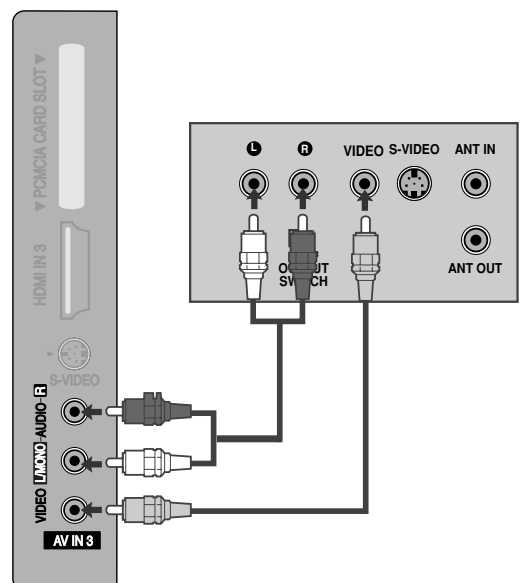 ▼ PCMCIA CARD SLOT ▼
HDMI IN 3
S-VIDEO
VIDEO L/MONO AUDIO R
AV IN 3
L R VIDEO S-VIDEO ANT IN
ANT OUT
SWITCH